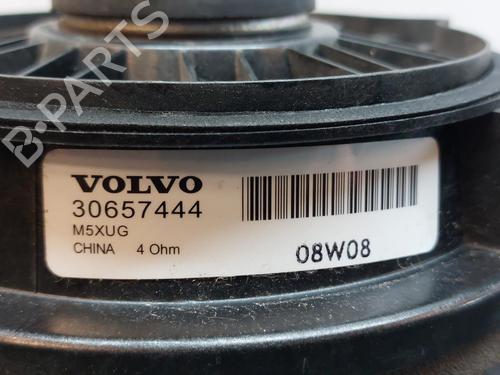 B-PARTS
VOLVO
30657444
M5XUG
CHINA 4 Ohm
08W08